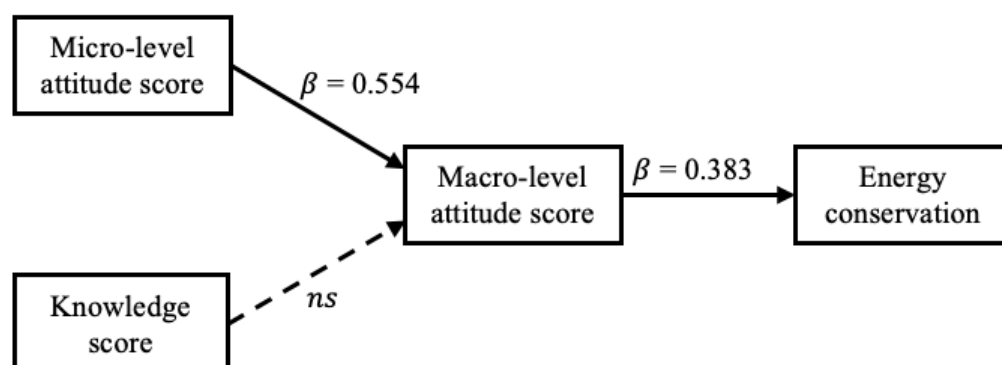 Micro-level
attitude score
β = 0.554
Macro-level
attitude score
β = 0.383
Energy
conservation
ns
Knowledge
score